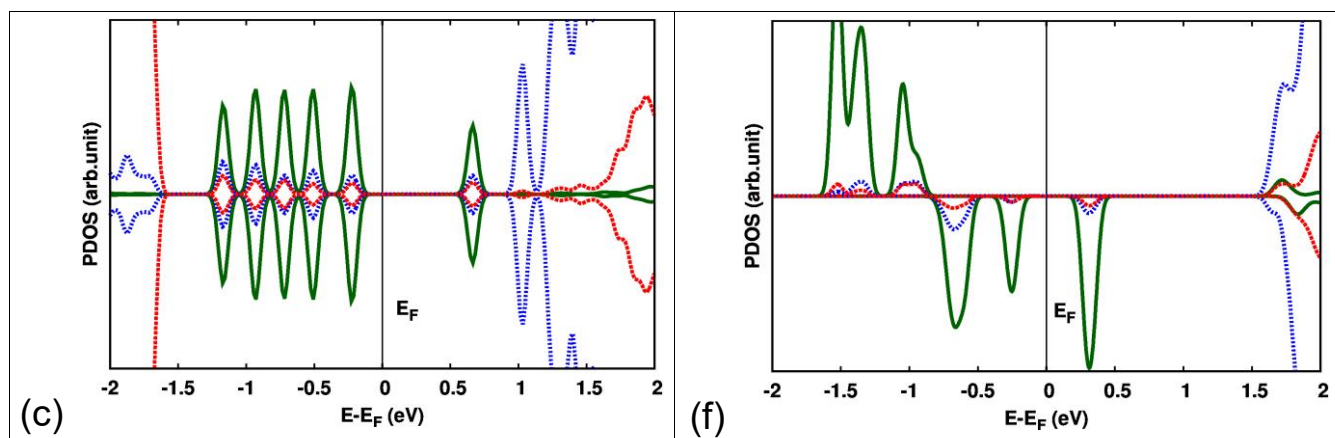 PDOS (arb.unit)
E_F
-2 -1.5 -1 -0.5 0 0.5 1 1.5 2
E-E_F (eV)
(c)
PDOS (arb.unit)
E_F
-2 -1.5 -1 -0.5 0 0.5 1 1.5 2
E-E_F (eV)
(f)